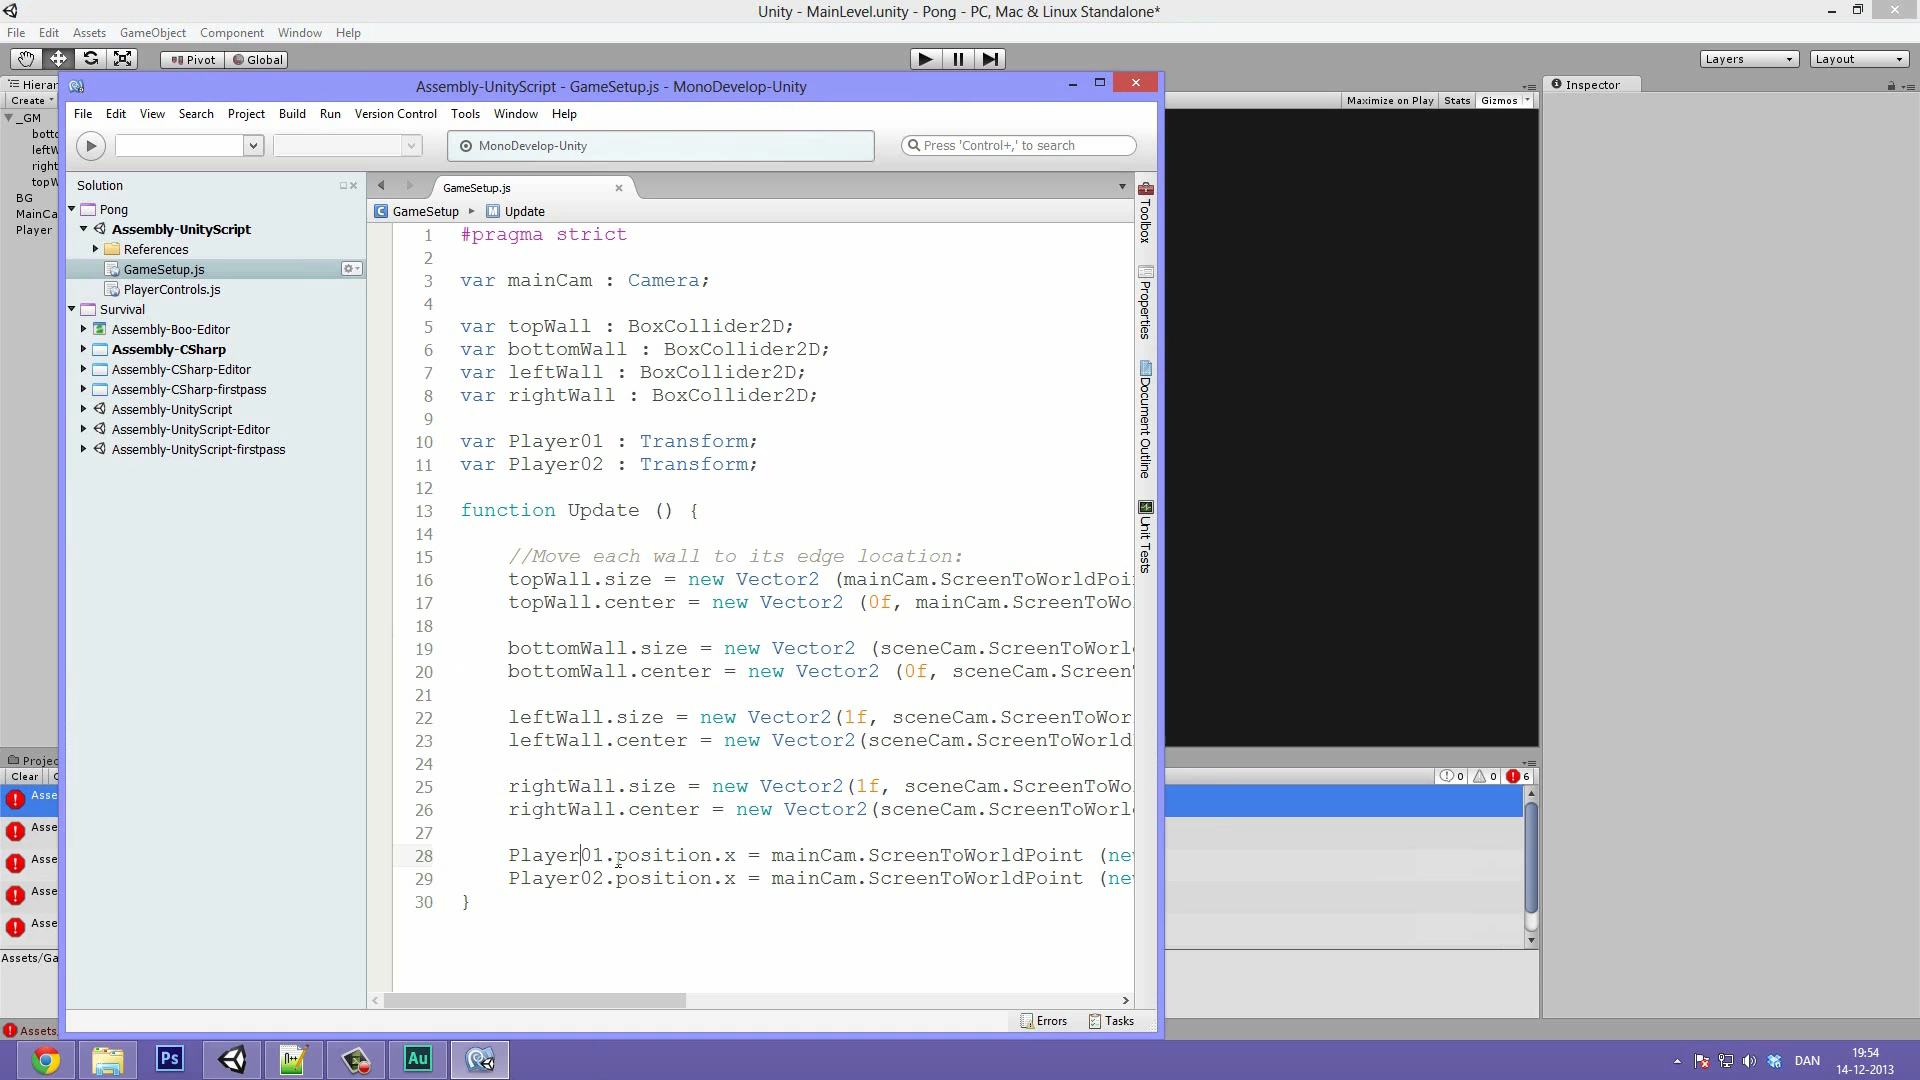 Unity - MainLevel.unity - Pong - PC, Mac & Linux Standalone*
File Edit Assets GameObject Component Window Help
Pivot Global Layers Layout
Hierar
Create
_GM
botto
leftW
right
topW
BG
MainCa
Player
Assembly-UnityScript - GameSetup.js - MonoDevelop-Unity
File Edit View Search Project Build Run Version Control Tools Window Help
MonoDevelop-Unity
Press 'Control+,' to search
Solution
Pong
Assembly-UnityScript
References
GameSetup.js
PlayerControls.js
Survival
Assembly-Boo-Editor
Assembly-CSharp
Assembly-CSharp-Editor
Assembly-CSharp-firstpass
Assembly-UnityScript
Assembly-UnityScript-Editor
Assembly-UnityScript-firstpass
GameSetup.js
GameSetup Update
1 #pragma strict
2
3 var mainCam : Camera;
4
5 var topWall : BoxCollider2D;
6 var bottomWall : BoxCollider2D;
7 var leftWall : BoxCollider2D;
8 var rightWall : BoxCollider2D;
9
10 var Player01 : Transform;
11 var Player02 : Transform;
12
13 function Update () {
14
15 //Move each wall to its edge location:
16 topWall.size = new Vector2 (mainCam.ScreenToWorldPoi
17 topWall.center = new Vector2 (0f, mainCam.ScreenToWo
18
19 bottomWall.size = new Vector2 (sceneCam.ScreenToWorl
20 bottomWall.center = new Vector2 (0f, sceneCam.Screen
21
22 leftWall.size = new Vector2(1f, sceneCam.ScreenToWor
23 leftWall.center = new Vector2(sceneCam.ScreenToWorld
24
25 rightWall.size = new Vector2(1f, sceneCam.ScreenToWo
26 rightWall.center = new Vector2(sceneCam.ScreenToWorl
27
28 Player01.position.x = mainCam.ScreenToWorldPoint (new
29 Player02.position.x = mainCam.ScreenToWorldPoint (new
30 }
Toolbox
Properties
Document Outline
Unit Tests
Errors Tasks
Maximize on Play Stats Gizmos
Inspector
Projec
Clear
0 0 6
Asse
Asse
Asse
Asse
Asse
Assets/Ga
Assets
Ps
Au
DAN
19:54
14-12-2013